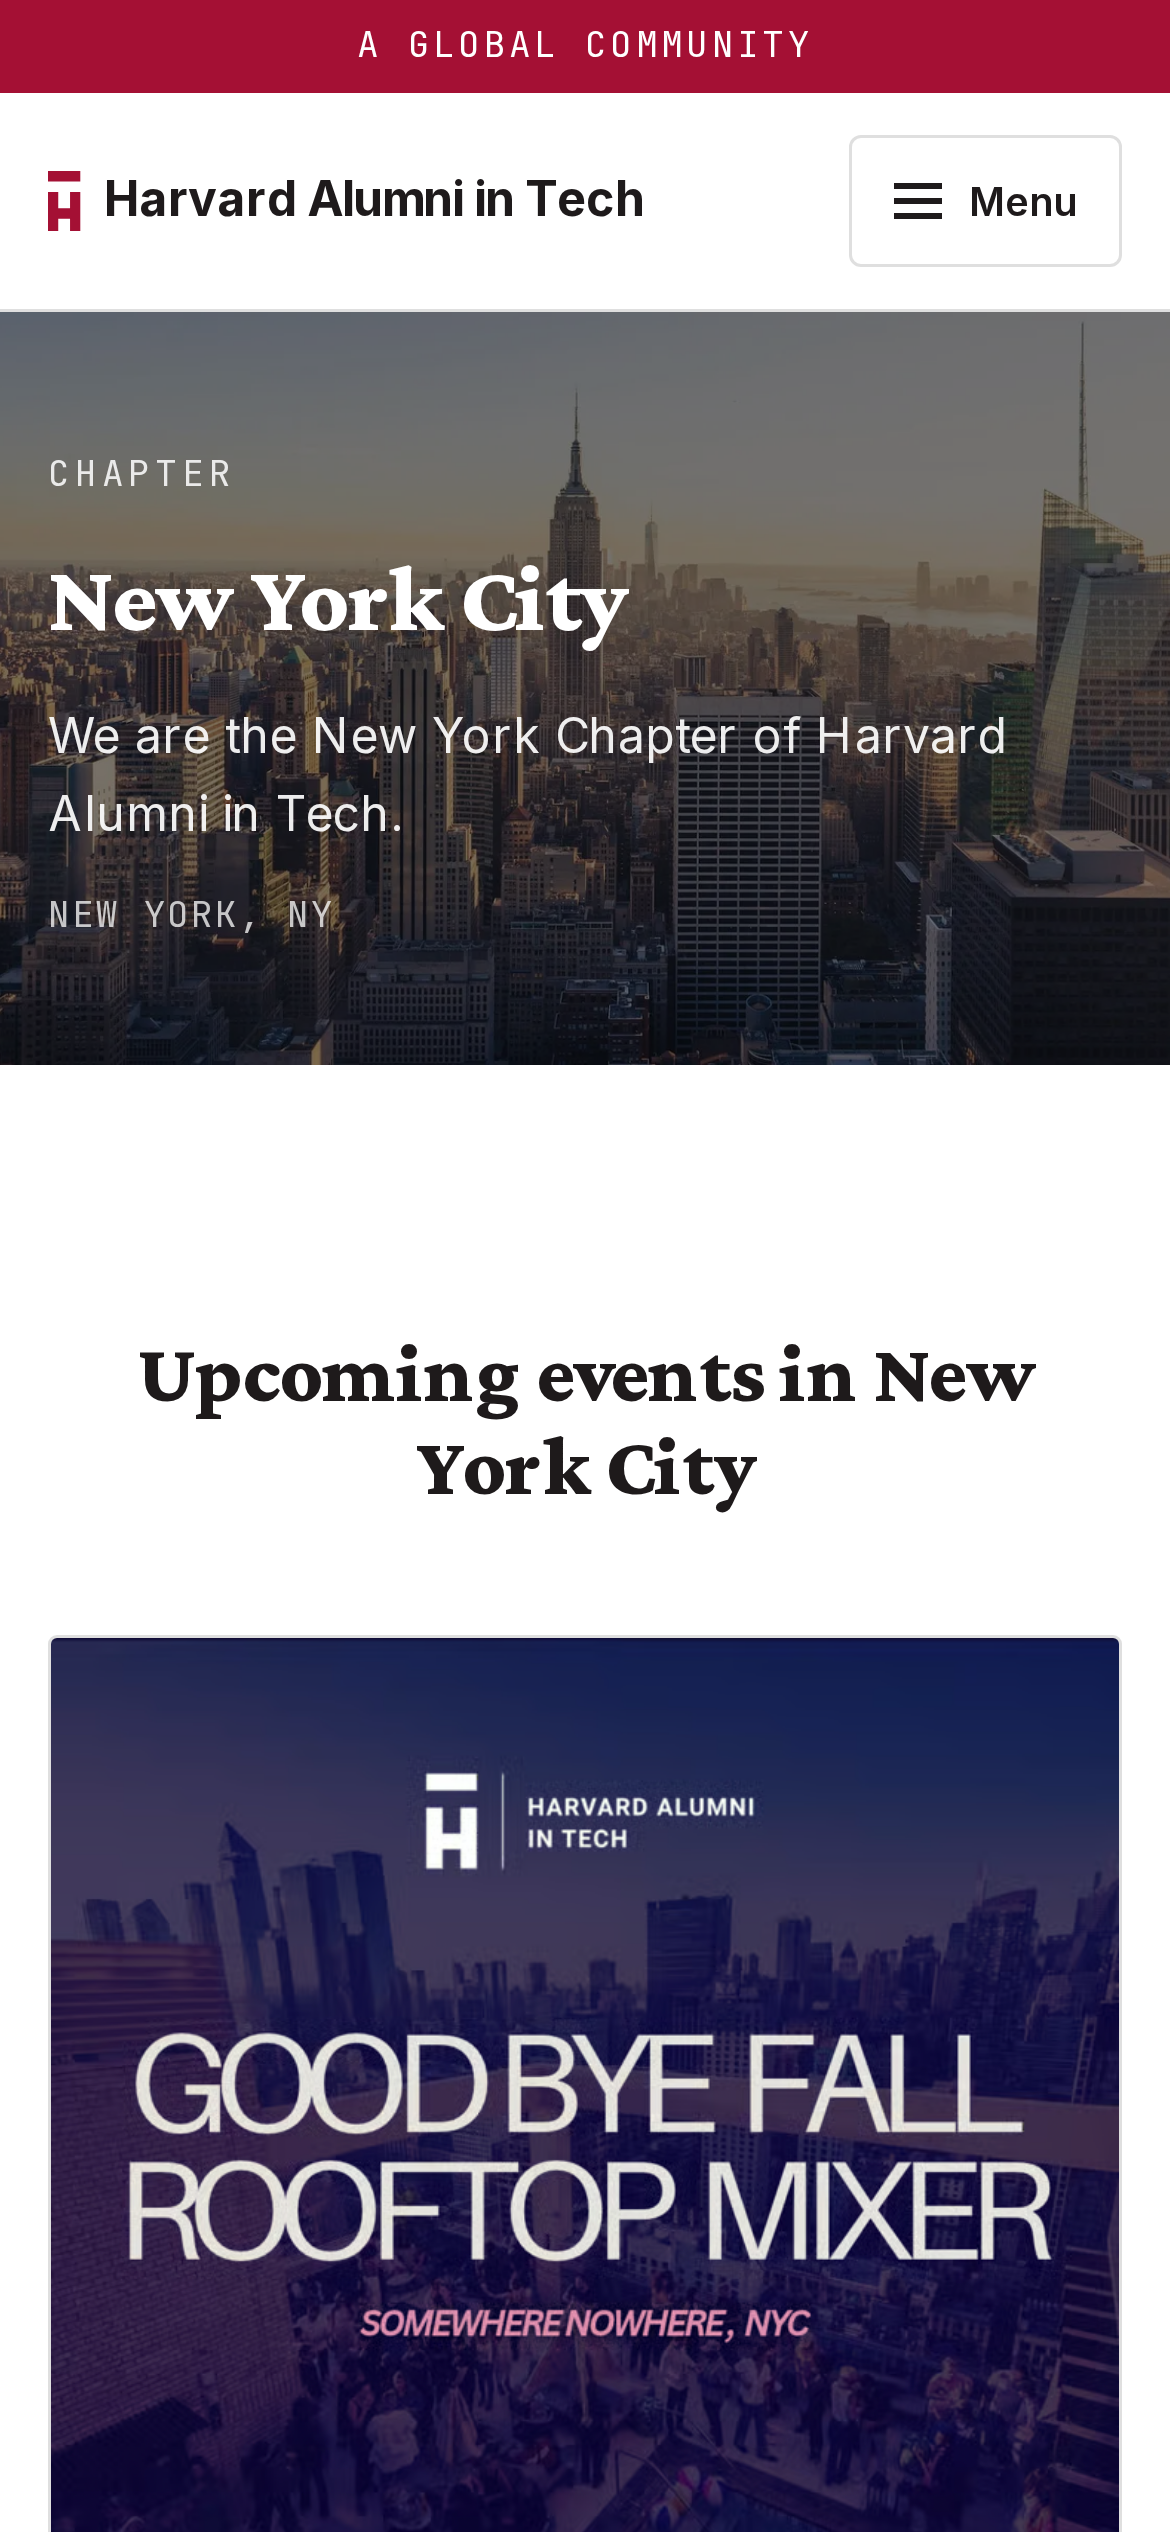 A GLOBAL COMMUNITY
Harvard Alumni in Tech
Menu
CHAPTER
New York City
We are the New York Chapter of Harvard
Alumni in Tech.
NEW YORK, NY
Upcoming events in New
York City
HARVARD ALUMNI
IN TECH
GOOD BYE FALL
ROOFTOP MIXER
SOMEWHERE NOWHERE, NYC